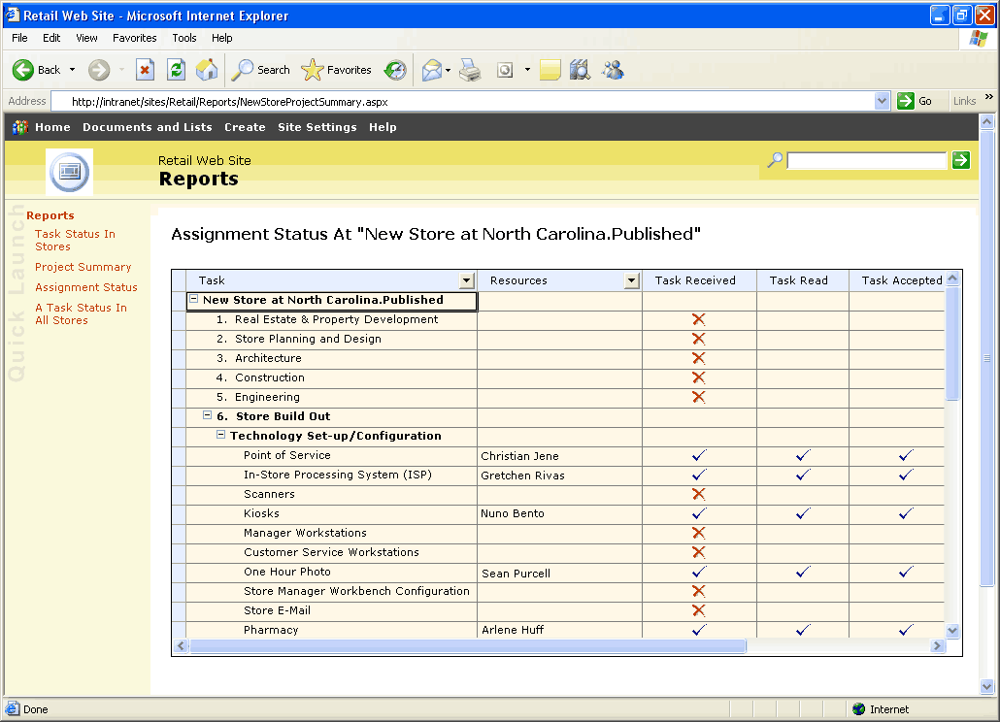 Retail Web Site - Microsoft Internet Explorer
File Edit View Favorites Tools Help
Back Search Favorites
Address http://intranet/sites/Retail/Reports/NewStoreProjectSummary.aspx Go Links »
Home Documents and Lists Create Site Settings Help
Retail Web Site
Reports
Quick Launch
Reports
Task Status In
Stores
Project Summary
Assignment Status
A Task Status In
All Stores
Assignment Status At "New Store at North Carolina.Published"
Task Resources Task Received Task Read Task Accepted
New Store at North Carolina.Published
1. Real Estate & Property Development
2. Store Planning and Design
3. Architecture
4. Construction
5. Engineering
6. Store Build Out
Technology Set-up/Configuration
Point of Service Christian Jene
In-Store Processing System (ISP) Gretchen Rivas
Scanners
Kiosks Nuno Bento
Manager Workstations
Customer Service Workstations
One Hour Photo Sean Purcell
Store Manager Workbench Configuration
Store E-Mail
Pharmacy Arlene Huff
Done Internet